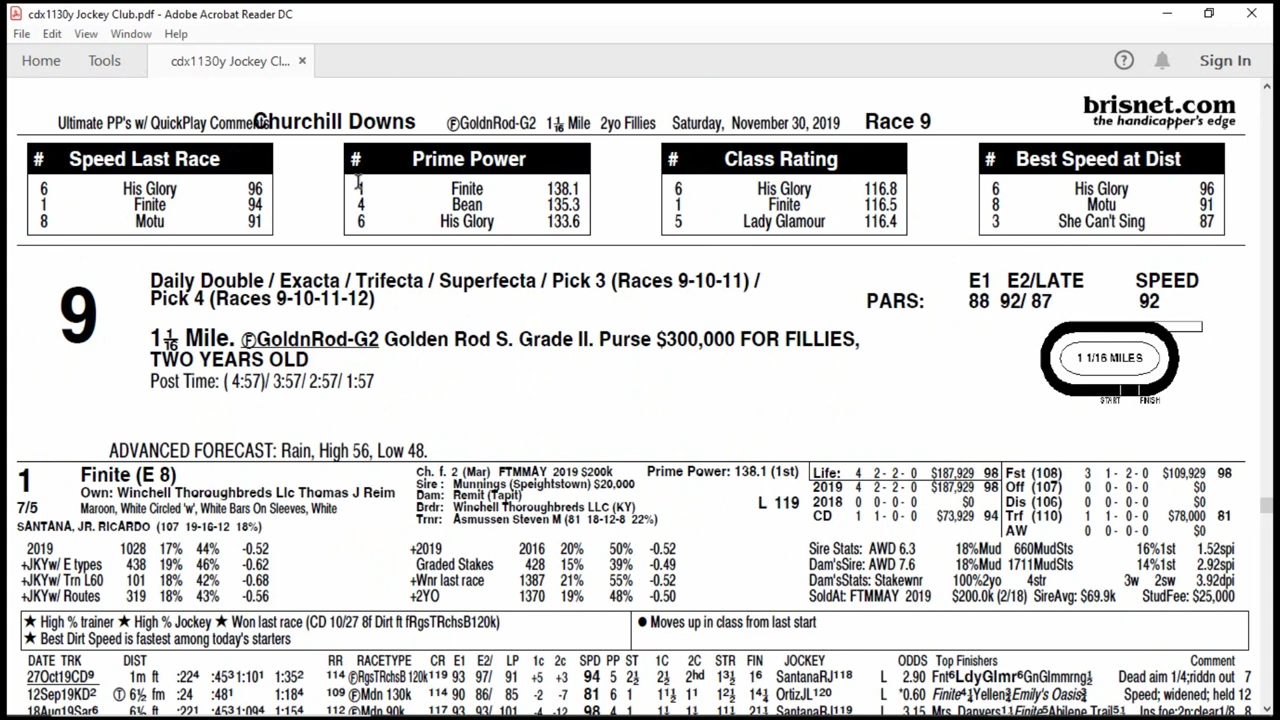 cdx1130y Jockey Club.pdf - Adobe Acrobat Reader DC
File Edit View Window Help
Home Tools cdx1130y Jockey Cl... × Sign In
brisnet.com
the handicapper's edge
Ultimate PP's w/ QuickPlay Comments Churchill Downs ⒻGoldnRod-G2 1 1/16 Mile 2yo Fillies Saturday, November 30, 2019 Race 9
# Speed Last Race # Prime Power # Class Rating # Best Speed at Dist
6 His Glory 96 1 Finite 138.1 6 His Glory 116.8 6 His Glory 96
1 Finite 94 4 Bean 135.3 1 Finite 116.5 8 Motu 91
8 Motu 91 6 His Glory 133.6 5 Lady Glamour 116.4 3 She Can't Sing 87
9
Daily Double / Exacta / Trifecta / Superfecta / Pick 3 (Races 9-10-11) /
Pick 4 (Races 9-10-11-12)
E1 E2/LATE SPEED
PARS: 88 92/ 87 92
1 1/16 Mile. ⒻGoldnRod-G2 Golden Rod S. Grade II. Purse $300,000 FOR FILLIES,
TWO YEARS OLD
Post Time: ( 4:57)/ 3:57/ 2:57/ 1:57
1 1/16 MILES
START FINISH
ADVANCED FORECAST: Rain, High 56, Low 48.
1 Finite (E 8)
Own: Winchell Thoroughbreds Llc Thomas J Reim
7/5 Maroon, White Circled 'w', White Bars On Sleeves, White
SANTANA, JR. RICARDO (107 19-16-12 18%)
Ch. f. 2 (Mar) FTMMAY 2019 $200k
Sire : Munnings (Speightstown) $20,000
Dam: Remit (Tapit)
Brdr: Winchell Thoroughbreds LLC (KY)
Trnr: Asmussen Steven M (81 18-12-8 22%)
Prime Power: 138.1 (1st)
L 119
Life: 4 2 - 2 - 0 $187,929 98 Fst (108) 3 1 - 2 - 0 $109,929 98
2019 4 2 - 2 - 0 $187,929 98 Off (107) 0 0 - 0 - 0 $0
2018 0 0 - 0 - 0 $0 Dis (106) 0 0 - 0 - 0 $0
CD 1 1 - 0 - 0 $73,929 94 Trf (110) 1 1 - 0 - 0 $78,000 81
AW 0 0 - 0 - 0 $0
2019 1028 17% 44% -0.52 +2019 2016 20% 50% -0.52 Sire Stats: AWD 6.3 18%Mud 660MudSts 16%1st 1.52spi
+JKYw/ E types 438 19% 46% -0.62 Graded Stakes 428 15% 39% -0.49 Dam'sSire: AWD 7.6 18%Mud 1711MudSts 14%1st 2.92spi
+JKYw/ Trn L60 101 18% 42% -0.68 +Wnr last race 1387 21% 55% -0.52 Dam'sStats: Stakewnr 100%2yo 4str 3w 2sw 3.92dpi
+JKYw/ Routes 319 18% 43% -0.56 +2YO 1370 19% 48% -0.50 SoldAt: FTMMAY 2019 $200.0k (2/18) SireAvg: $69.9k StudFee: $25,000
★ High % trainer ★ High % Jockey ★ Won last race (CD 10/27 8f Dirt ft fRgsTRchsB120k) ● Moves up in class from last start
★ Best Dirt Speed is fastest among today's starters
DATE TRK DIST RR RACETYPE CR E1 E2/ LP 1c 2c SPD PP ST 1C 2C STR FIN JOCKEY ODDS Top Finishers Comment